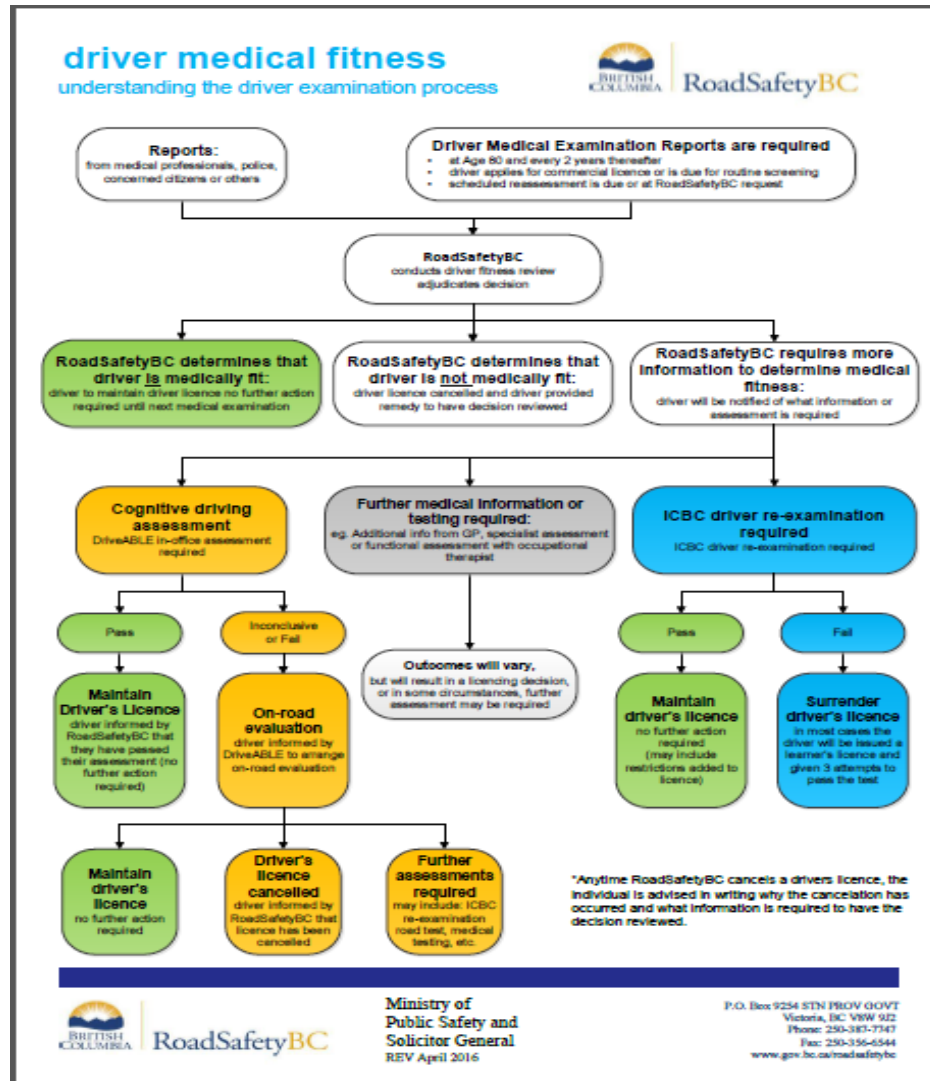 driver medical fitness
understanding the driver examination process
BRITISH
COLUMBIA
RoadSafetyBC
Reports:
from medical professionals, police,
concerned citizens or others
Driver Medical Examination Reports are required
• at Age 80 and every 2 years thereafter
• driver applies for commercial licence or is due for routine screening
• scheduled reassessment is due or at RoadSafetyBC request
RoadSafetyBC
conducts driver fitness review
adjudicates decision
RoadSafetyBC determines that
driver is medically fit:
driver to maintain driver licence no further action
required until next medical examination
RoadSafetyBC determines that
driver is not medically fit:
driver licence cancelled and driver provided
remedy to have decision reviewed
RoadSafetyBC requires more
information to determine medical
fitness:
driver will be notified of what information or
assessment is required
Cognitive driving
assessment
DriveABLE in-office assessment
required
Further medical information or
testing required:
eg. Additional info from GP, specialist assessment
or functional assessment with occupational
therapist
ICBC driver re-examination
required
ICBC driver re-examination required
Pass
Inconclusive
or Fail
Pass
Fail
Outcomes will vary,
but will result in a licencing decision,
or in some circumstances, further
assessment may be required
Maintain
Driver's Licence
driver informed by
RoadSafetyBC that
they have passed
their assessment (no
further action
required)
On-road
evaluation
driver informed by
DriveABLE to arrange
on-road evaluation
Maintain
driver's licence
no further action
required
(may include
restrictions added to
licence)
Surrender
driver's licence
in most cases the
driver will be issued a
learner's licence and
given 3 attempts to
pass the test
Maintain
driver's
licence
no further action
required
Driver's
licence
cancelled
driver informed by
RoadSafetyBC that
licence has been
cancelled
Further
assessments
required
may include: ICBC
re-examination
road test, medical
testing, etc.
*Anytime RoadSafetyBC cancels a drivers licence, the
individual is advised in writing why the cancelation has
occurred and what information is required to have the
decision reviewed.
BRITISH
COLUMBIA
RoadSafetyBC
Ministry of
Public Safety and
Solicitor General
REV April 2016
P.O. Box 9254 STN PROV GOVT
Victoria, BC V8W 9J2
Phone: 250-387-7747
Fax: 250-356-6544
www.gov.bc.ca/roadsafetybc